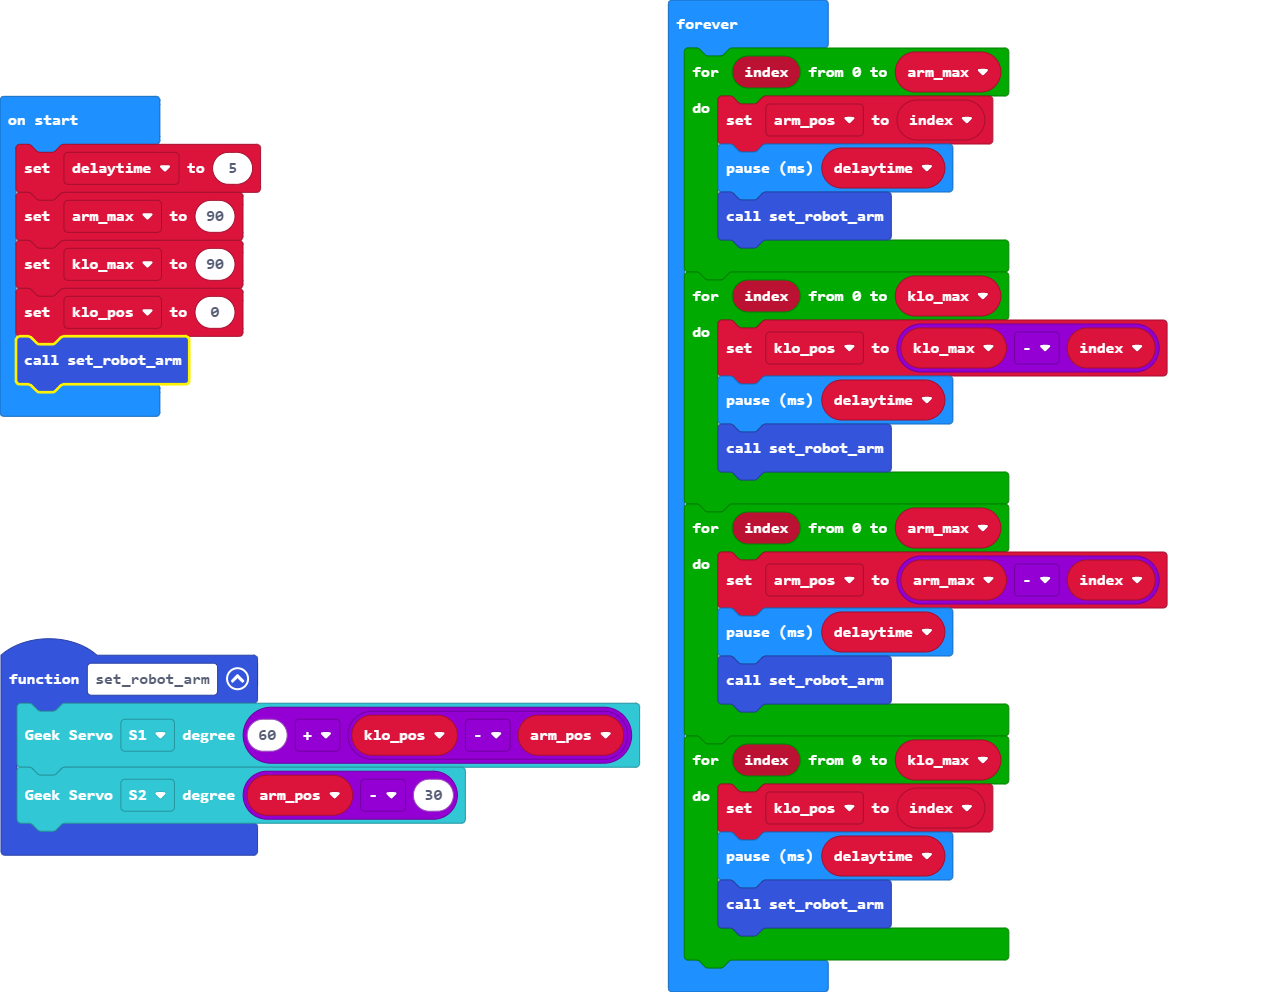 on start
set delaytime to 5
set arm_max to 90
set klo_max to 90
set klo_pos to 0
call set_robot_arm
function set_robot_arm
Geek Servo S1 degree 60 + klo_pos - arm_pos
Geek Servo S2 degree arm_pos - 30
forever
for index from 0 to arm_max
do
set arm_pos to index
pause (ms) delaytime
call set_robot_arm
for index from 0 to klo_max
do
set klo_pos to klo_max - index
pause (ms) delaytime
call set_robot_arm
for index from 0 to arm_max
do
set arm_pos to arm_max - index
pause (ms) delaytime
call set_robot_arm
for index from 0 to klo_max
do
set klo_pos to index
pause (ms) delaytime
call set_robot_arm